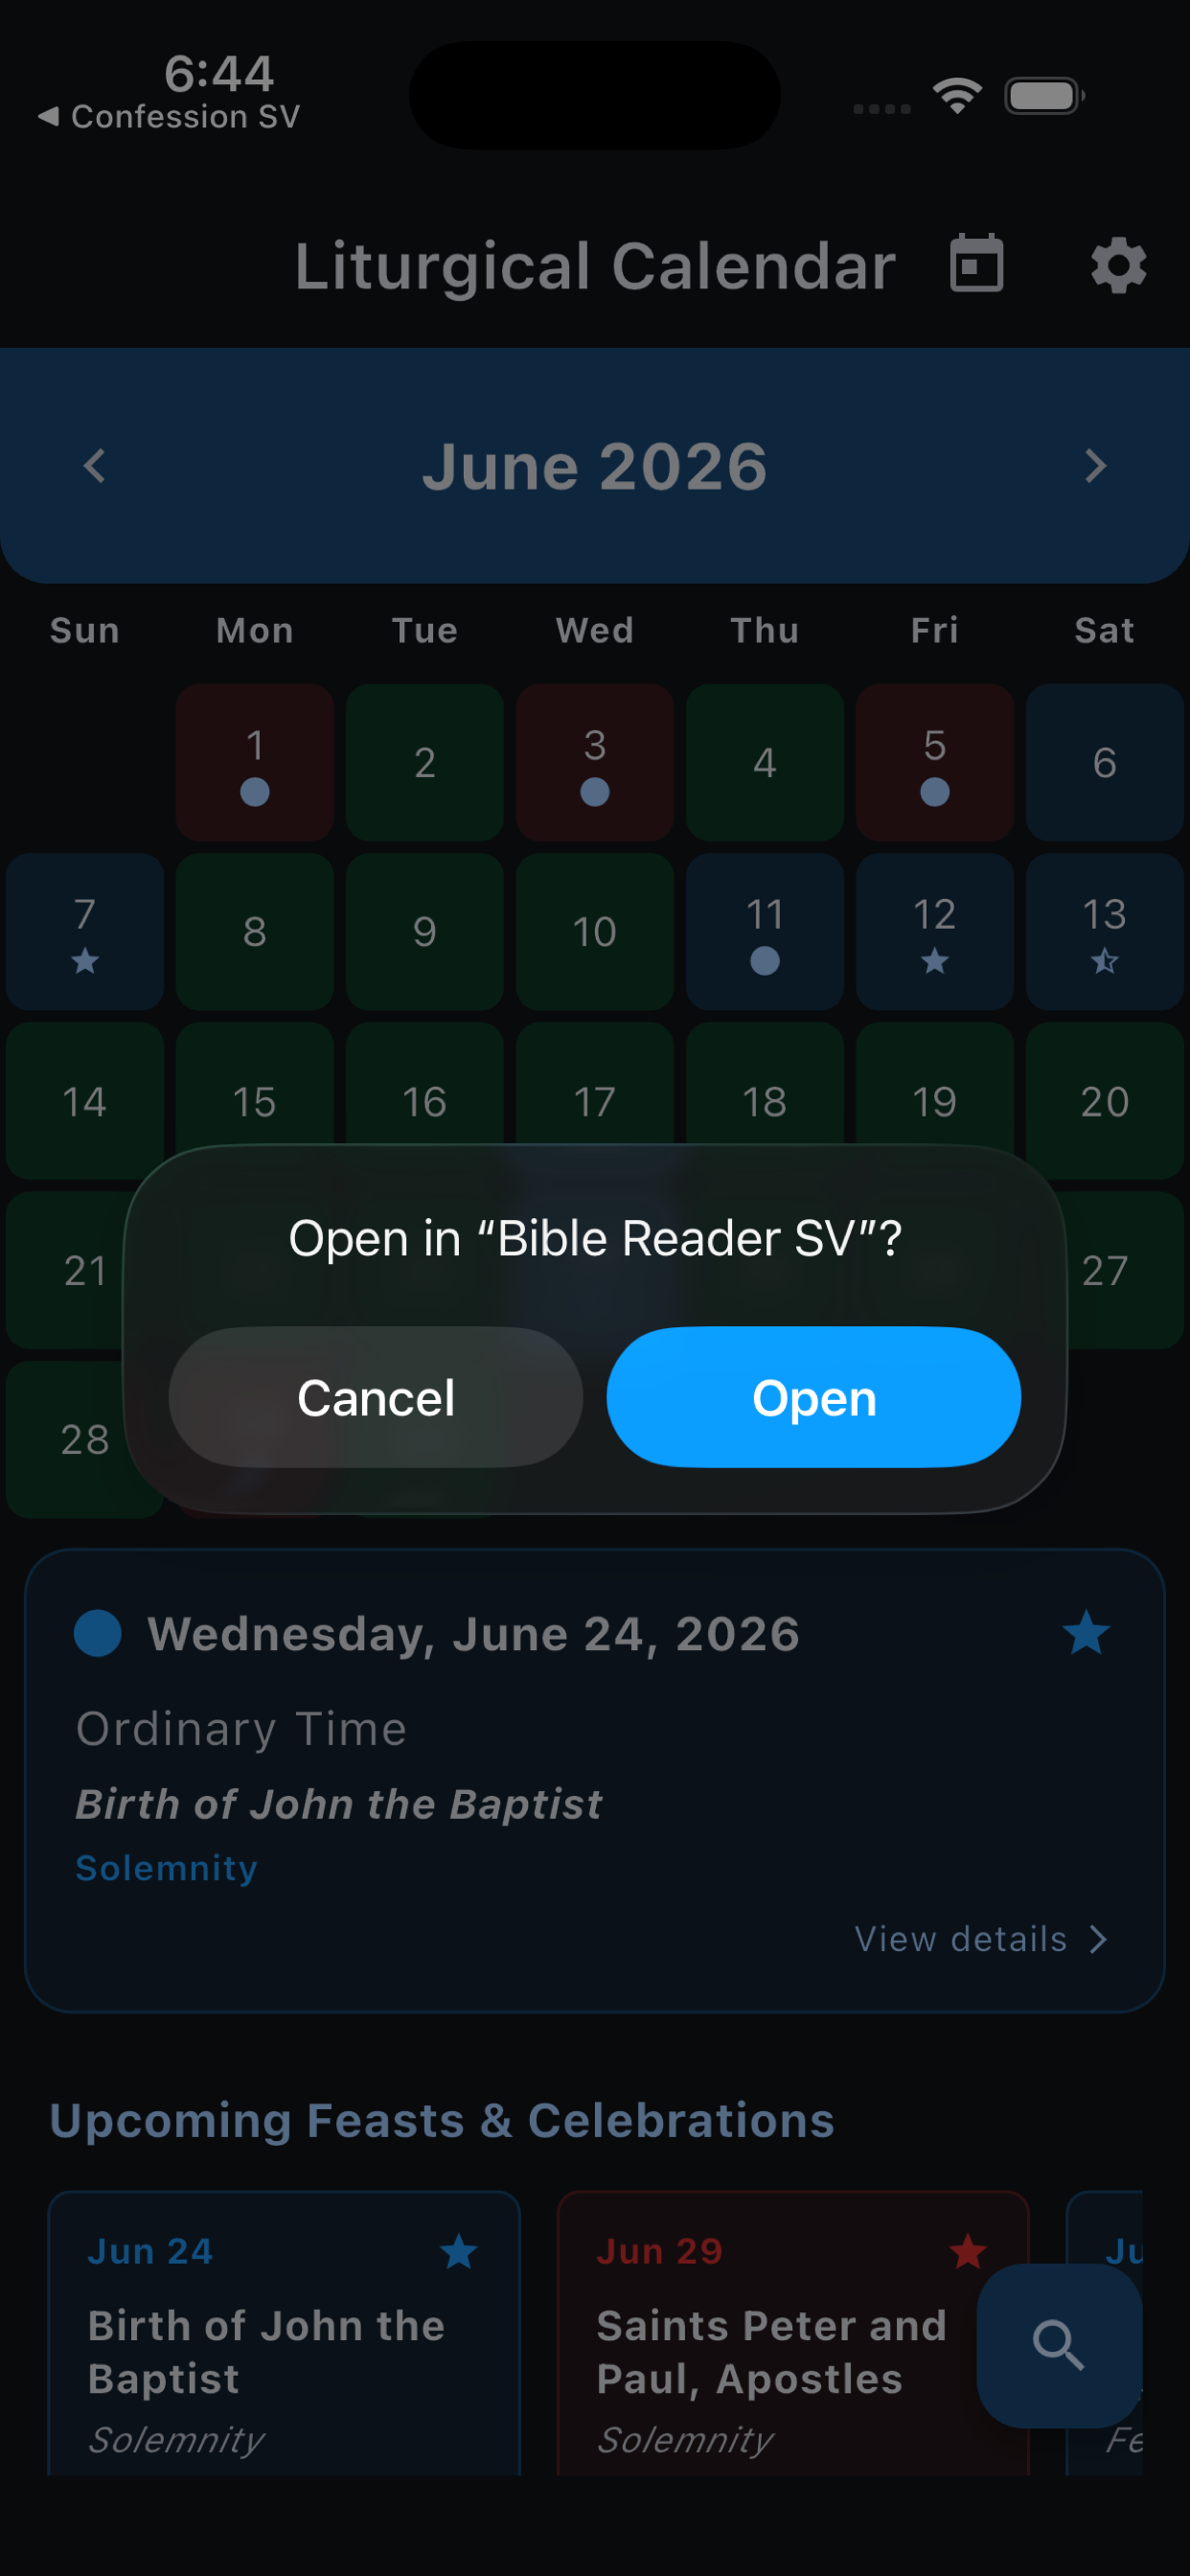 6:44
Confession SV
Liturgical Calendar
June 2026
Sun Mon Tue Wed Thu Fri Sat
1 2 3 4 5 6
7 8 9 10 11 12 13
14 15 16 17 18 19 20
Open in “Bible Reader SV”?
21 27
Cancel Open
28
Wednesday, June 24, 2026
Ordinary Time
Birth of John the Baptist
Solemnity
View details
Upcoming Feasts & Celebrations
Jun 24
Birth of John the
Baptist
Solemnity
Jun 29
Saints Peter and
Paul, Apostles
Solemnity
Ju
Fe